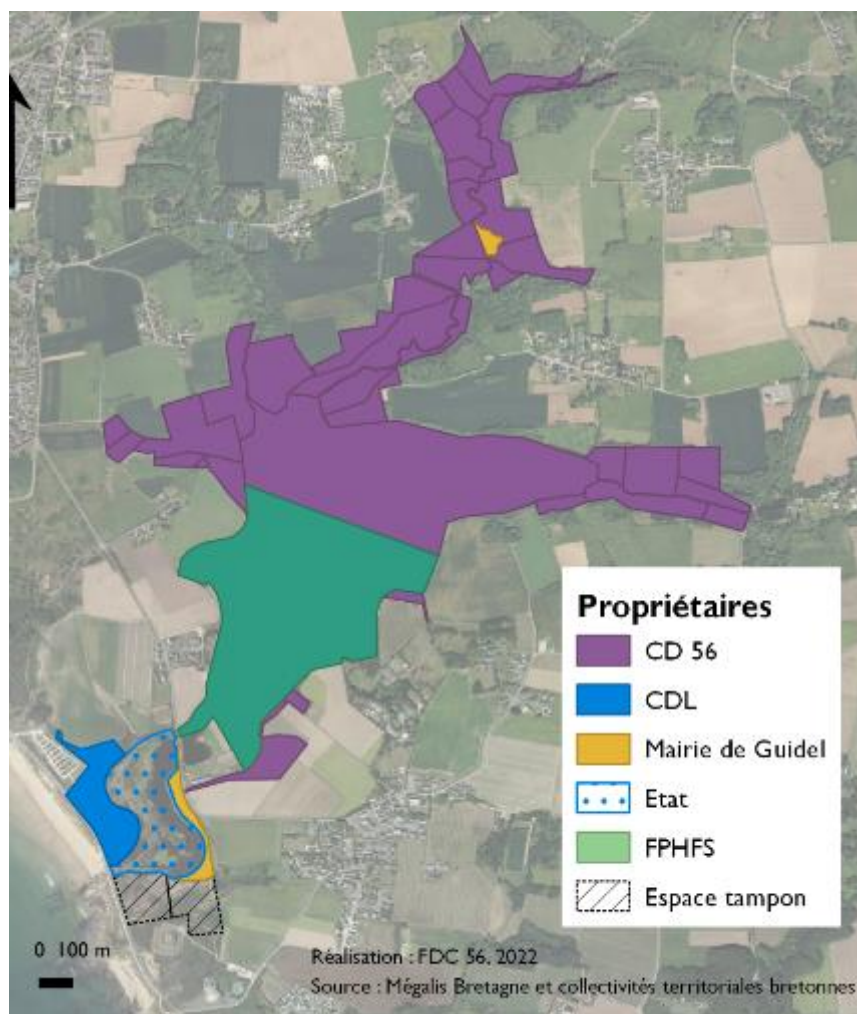 Propriétaires
CD 56
CDL
Mairie de Guidel
Etat
FPHFS
Espace tampon
0 100 m
Réalisation : FDC 56, 2022
Source : Mégalis Bretagne et collectivités territoriales bretonnes